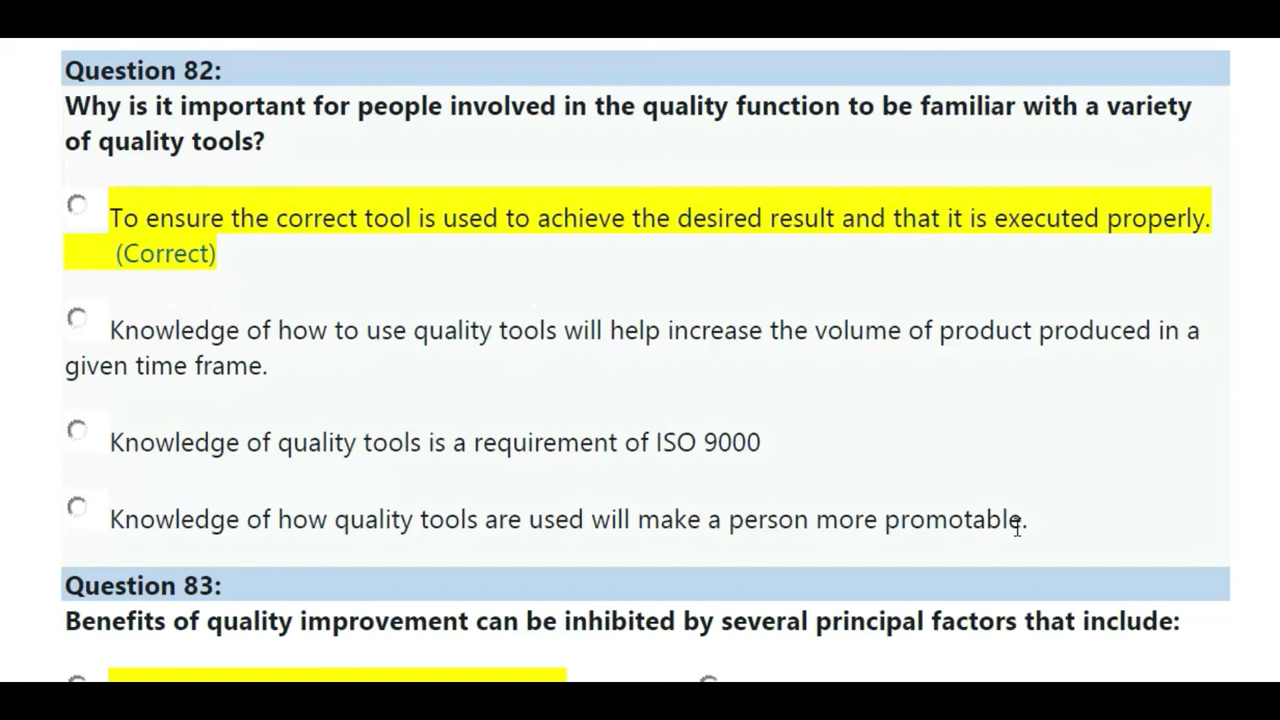 Question 82:
Why is it important for people involved in the quality function to be familiar with a variety
of quality tools?
To ensure the correct tool is used to achieve the desired result and that it is executed properly.
(Correct)
Knowledge of how to use quality tools will help increase the volume of product produced in a
given time frame.
Knowledge of quality tools is a requirement of ISO 9000
Knowledge of how quality tools are used will make a person more promotable.
Question 83:
Benefits of quality improvement can be inhibited by several principal factors that include: